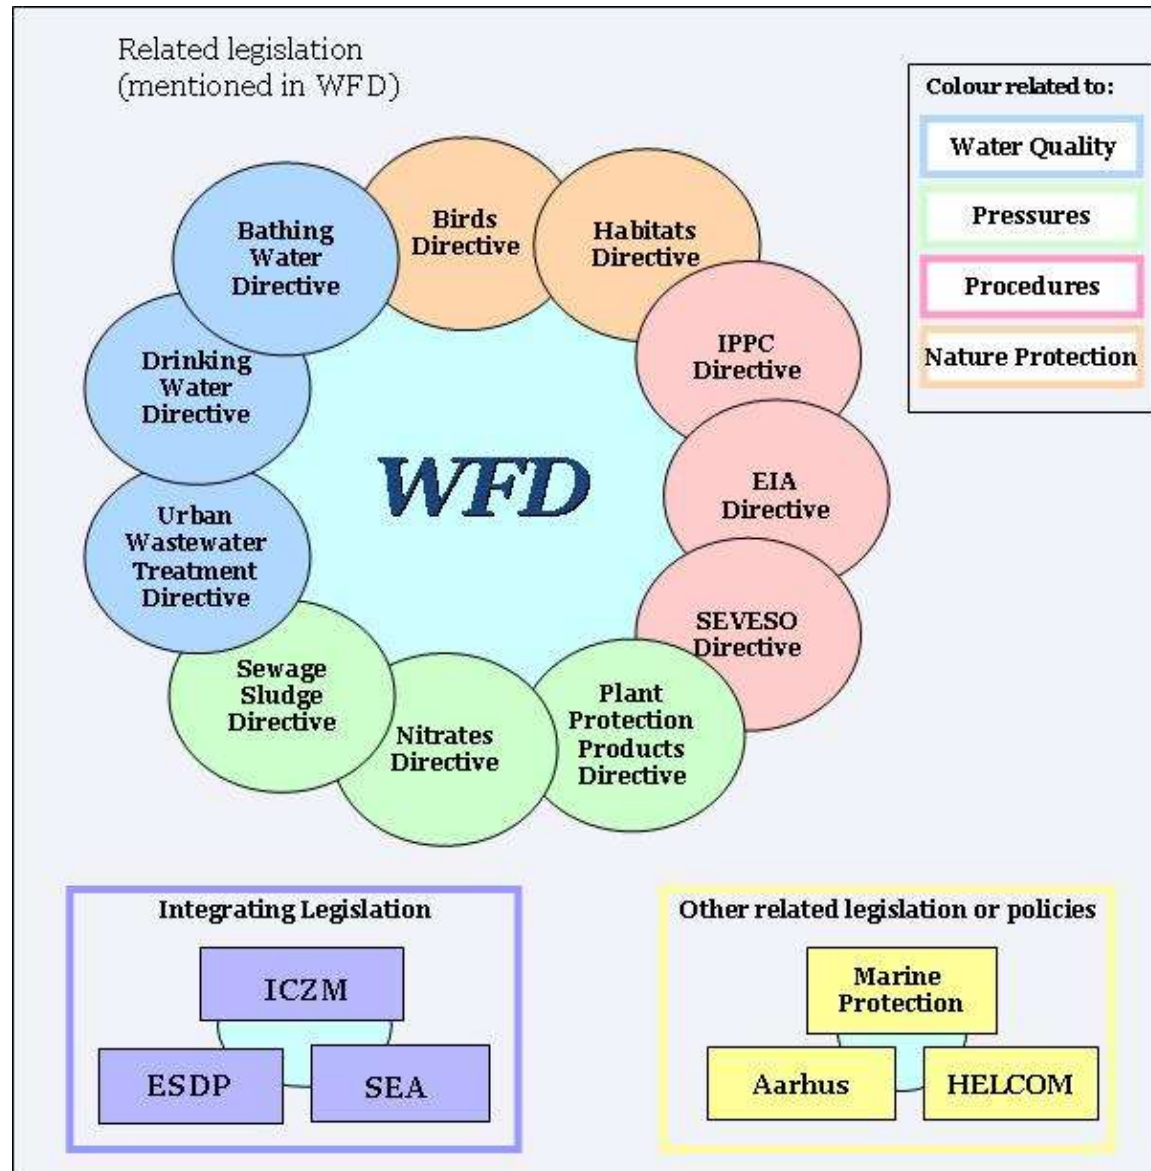 Related legislation
(mentioned in WFD)
Colour related to:
Water Quality
Pressures
Procedures
Nature Protection
Bathing
Water
Directive
Birds
Directive
Habitats
Directive
Drinking
Water
Directive
IPPC
Directive
WFD
EIA
Directive
Urban
Wastewater
Treatment
Directive
SEVESO
Directive
Sewage
Sludge
Directive
Nitrates
Directive
Plant
Protection
Products
Directive
Integrating Legislation
ICZM
ESDP
SEA
Other related legislation or policies
Marine
Protection
Aarhus
HELCOM